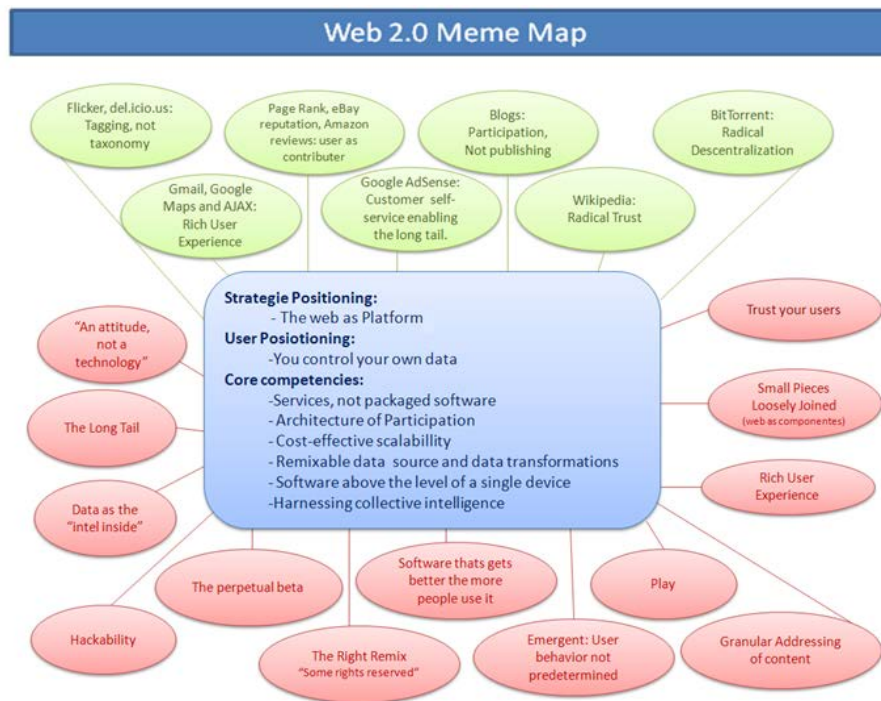 Web 2.0 Meme Map
Flicker, del.icio.us:
Tagging, not
taxonomy
Page Rank, eBay
reputation, Amazon
reviews: user as
contributer
Blogs:
Participation,
Not publishing
BitTorrent:
Radical
Descentralization
Gmail, Google
Maps and AJAX:
Rich User
Experience
Google AdSense:
Customer self-
service enabling
the long tail.
Wikipedia:
Radical Trust
Strategie Positioning:
- The web as Platform
User Posiotioning:
-You control your own data
Core competencies:
-Services, not packaged software
- Architecture of Participation
- Cost-effective scalabillity
- Remixable data source and data transformations
- Software above the level of a single device
-Harnessing collective intelligence
"An attitude,
not a
technology"
The Long Tail
Data as the
"intel inside"
Hackability
The perpetual beta
The Right Remix
"Some rights reserved"
Software thats gets
better the more
people use it
Emergent: User
behavior not
predetermined
Play
Granular Addressing
of content
Rich User
Experience
Small Pieces
Loosely Joined
(web as componentes)
Trust your users